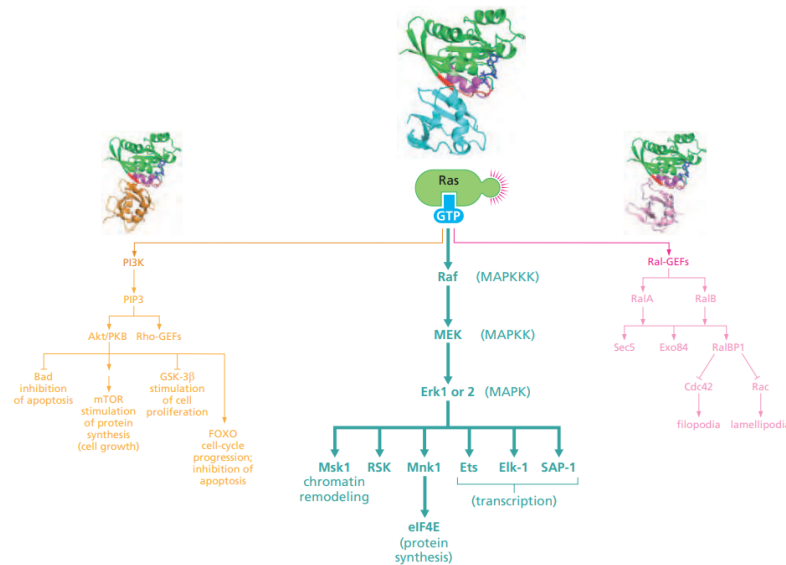 Ras
GTP
PI3K
PIP3
Akt/PKB
Rho-GEFs
Bad
inhibition
of apoptosis
mTOR
stimulation
of protein
synthesis
(cell growth)
GSK-3β
stimulation
of cell
proliferation
FOXO
cell-cycle
progression;
inhibition of
apoptosis
Raf (MAPKKK)
MEK (MAPKK)
Erk1 or 2 (MAPK)
Msk1
chromatin
remodeling
RSK
Mnk1
Ets
Elk-1
SAP-1
(transcription)
eIF4E
(protein
synthesis)
Ral-GEFs
RalA
RalB
Sec5
Exo84
RalBP1
Cdc42
Rac
filopodia
lamellipodia